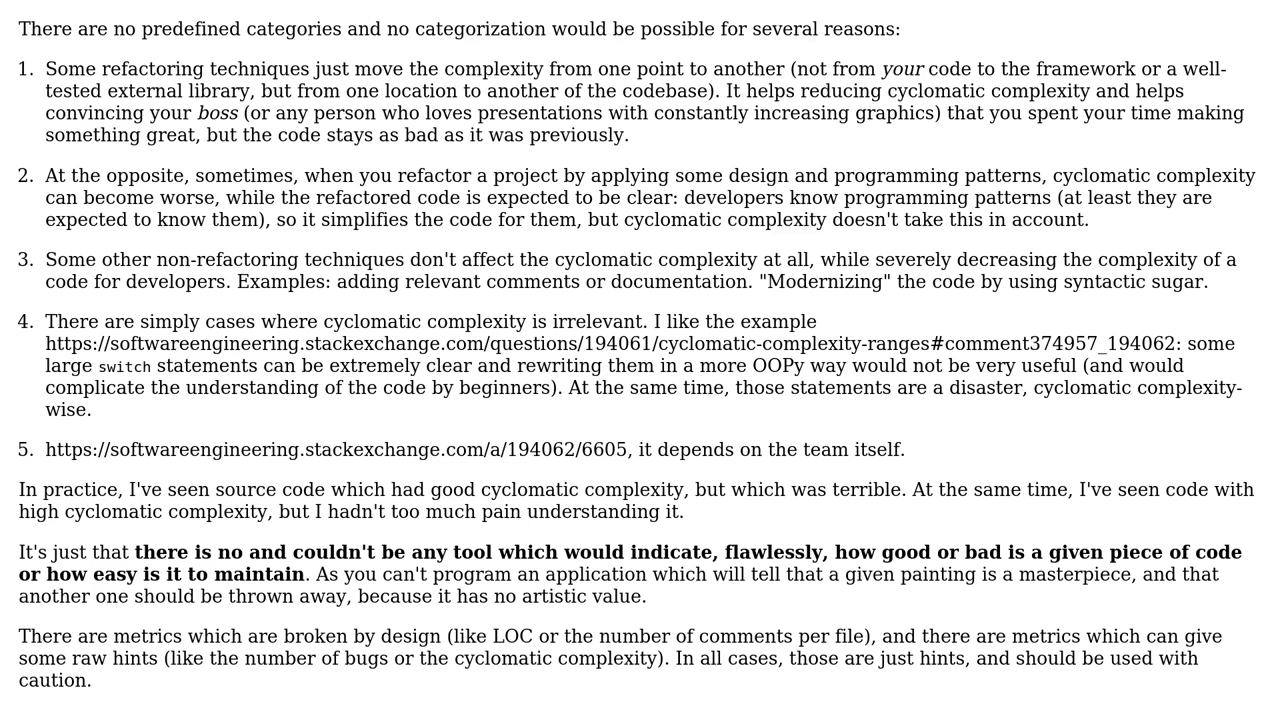 There are no predefined categories and no categorization would be possible for several reasons:
1. Some refactoring techniques just move the complexity from one point to another (not from your code to the framework or a well-
tested external library, but from one location to another of the codebase). It helps reducing cyclomatic complexity and helps
convincing your boss (or any person who loves presentations with constantly increasing graphics) that you spent your time making
something great, but the code stays as bad as it was previously.
2. At the opposite, sometimes, when you refactor a project by applying some design and programming patterns, cyclomatic complexity
can become worse, while the refactored code is expected to be clear: developers know programming patterns (at least they are
expected to know them), so it simplifies the code for them, but cyclomatic complexity doesn't take this in account.
3. Some other non-refactoring techniques don't affect the cyclomatic complexity at all, while severely decreasing the complexity of a
code for developers. Examples: adding relevant comments or documentation. "Modernizing" the code by using syntactic sugar.
4. There are simply cases where cyclomatic complexity is irrelevant. I like the example
https://softwareengineering.stackexchange.com/questions/194061/cyclomatic-complexity-ranges#comment374957_194062: some
large switch statements can be extremely clear and rewriting them in a more OOPy way would not be very useful (and would
complicate the understanding of the code by beginners). At the same time, those statements are a disaster, cyclomatic complexity-
wise.
5. https://softwareengineering.stackexchange.com/a/194062/6605, it depends on the team itself.
In practice, I've seen source code which had good cyclomatic complexity, but which was terrible. At the same time, I've seen code with
high cyclomatic complexity, but I hadn't too much pain understanding it.
It's just that there is no and couldn't be any tool which would indicate, flawlessly, how good or bad is a given piece of code
or how easy is it to maintain. As you can't program an application which will tell that a given painting is a masterpiece, and that
another one should be thrown away, because it has no artistic value.
There are metrics which are broken by design (like LOC or the number of comments per file), and there are metrics which can give
some raw hints (like the number of bugs or the cyclomatic complexity). In all cases, those are just hints, and should be used with
caution.